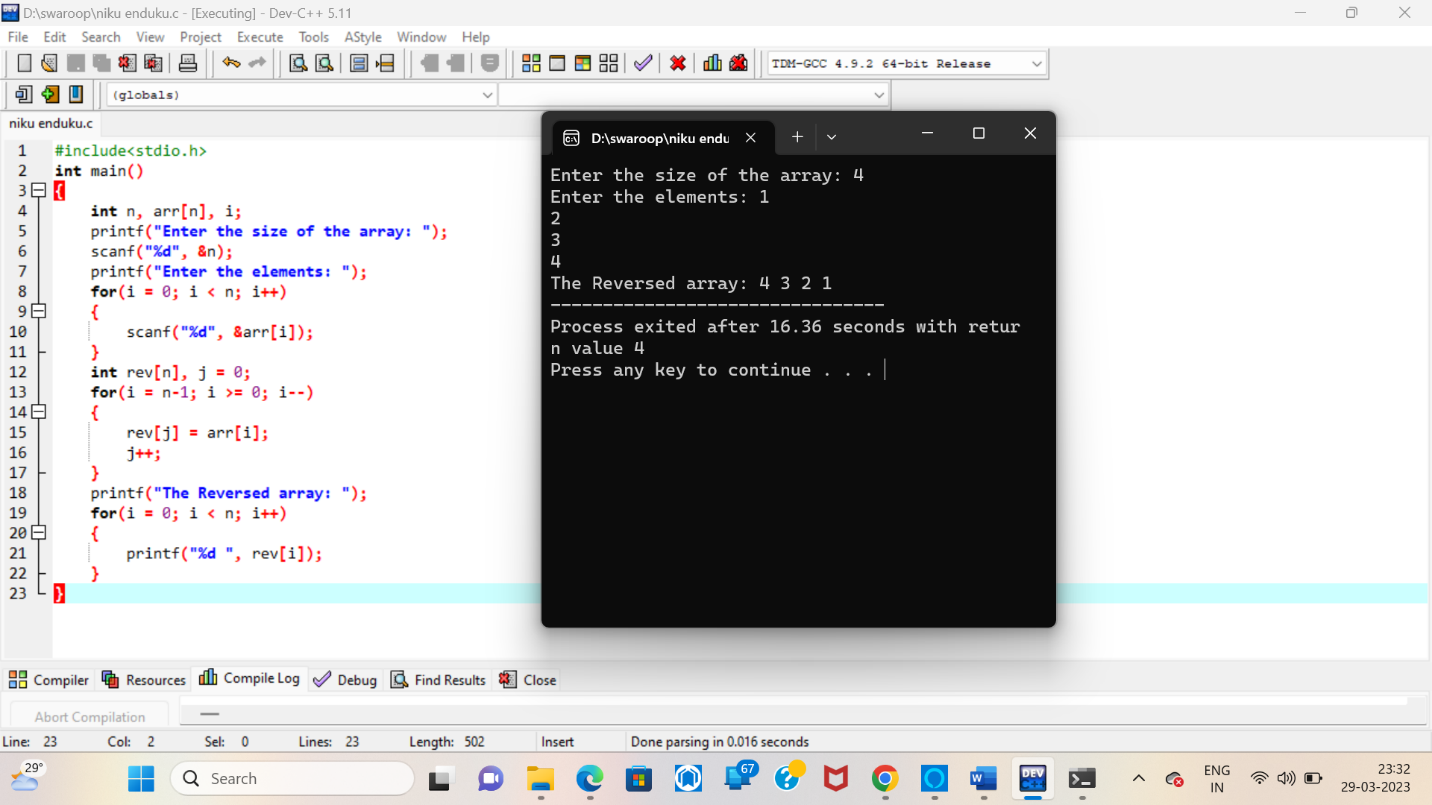 D:\swaroop\niku enduku.c - [Executing] - Dev-C++ 5.11
File Edit Search View Project Execute Tools AStyle Window Help
TDM-GCC 4.9.2 64-bit Release
(globals)
niku enduku.c
1 #include<stdio.h>
2 int main()
3 {
4 int n, arr[n], i;
5 printf("Enter the size of the array: ");
6 scanf("%d", &n);
7 printf("Enter the elements: ");
8 for(i = 0; i < n; i++)
9 {
10 scanf("%d", &arr[i]);
11 }
12 int rev[n], j = 0;
13 for(i = n-1; i >= 0; i--)
14 {
15 rev[j] = arr[i];
16 j++;
17 }
18 printf("The Reversed array: ");
19 for(i = 0; i < n; i++)
20 {
21 printf("%d ", rev[i]);
22 }
23 }
D:\swaroop\niku endu
Enter the size of the array: 4
Enter the elements: 1
2
3
4
The Reversed array: 4 3 2 1
--------------------------------
Process exited after 16.36 seconds with retur
n value 4
Press any key to continue . . .
Compiler Resources Compile Log Debug Find Results Close
Abort Compilation
Line: 23 Col: 2 Sel: 0 Lines: 23 Length: 502 Insert Done parsing in 0.016 seconds
29°
Search
67
DEV
ENG
IN
23:32
29-03-2023